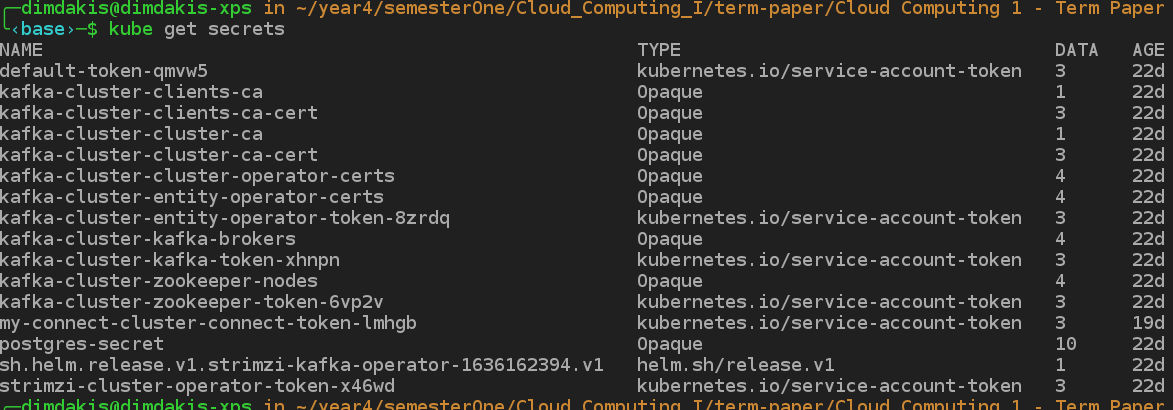 ╭─dimdakis@dimdakis-xps in ~/year4/semesterOne/Cloud_Computing_I/term-paper/Cloud Computing 1 - Term Paper
╰‹base›─$ kube get secrets
NAME TYPE DATA AGE
default-token-qmvw5 kubernetes.io/service-account-token 3 22d
kafka-cluster-clients-ca Opaque 1 22d
kafka-cluster-clients-ca-cert Opaque 3 22d
kafka-cluster-cluster-ca Opaque 1 22d
kafka-cluster-cluster-ca-cert Opaque 3 22d
kafka-cluster-cluster-operator-certs Opaque 4 22d
kafka-cluster-entity-operator-certs Opaque 4 22d
kafka-cluster-entity-operator-token-8zrdq kubernetes.io/service-account-token 3 22d
kafka-cluster-kafka-brokers Opaque 4 22d
kafka-cluster-kafka-token-xhnpn kubernetes.io/service-account-token 3 22d
kafka-cluster-zookeeper-nodes Opaque 4 22d
kafka-cluster-zookeeper-token-6vp2v kubernetes.io/service-account-token 3 22d
my-connect-cluster-connect-token-lmhgb kubernetes.io/service-account-token 3 19d
postgres-secret Opaque 10 22d
sh.helm.release.v1.strimzi-kafka-operator-1636162394.v1 helm.sh/release.v1 1 22d
strimzi-cluster-operator-token-x46wd kubernetes.io/service-account-token 3 22d
╭─dimdakis@dimdakis-xps in ~/year4/semesterOne/Cloud_Computing_I/term-paper/Cloud Computing 1 - Term Paper